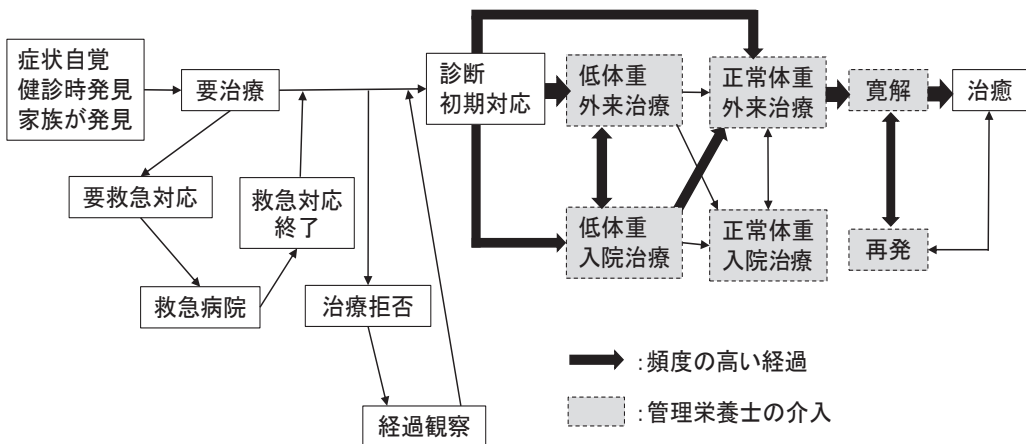 症状自覚
健診時発見
家族が発見
要治療
診断
初期対応
低体重
外来治療
正常体重
外来治療
寛解
治癒
要救急対応
救急対応
終了
低体重
入院治療
正常体重
入院治療
再発
救急病院
治療拒否
経過観察
:頻度の高い経過
:管理栄養士の介入